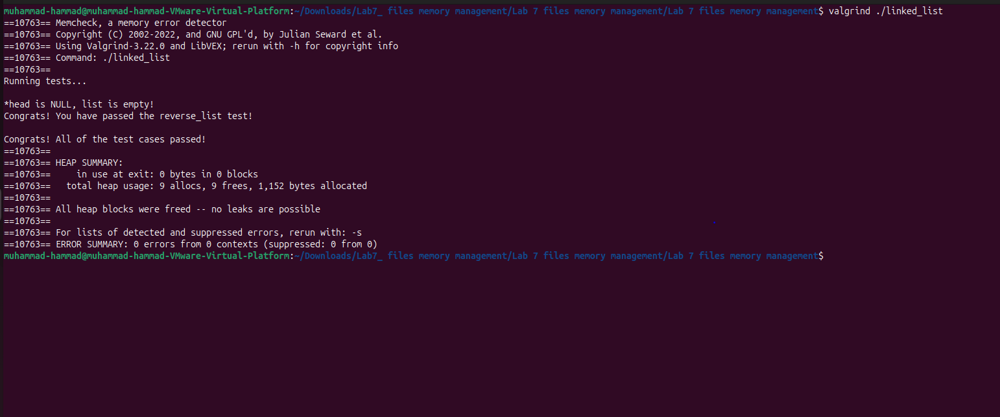 muhammad-hammad@muhammad-hammad-VMware-Virtual-Platform:~/Downloads/Lab7_ files memory management/Lab 7 files memory management/Lab 7 files memory management$ valgrind ./linked_list
==10763== Memcheck, a memory error detector
==10763== Copyright (C) 2002-2022, and GNU GPL'd, by Julian Seward et al.
==10763== Using Valgrind-3.22.0 and LibVEX; rerun with -h for copyright info
==10763== Command: ./linked_list
==10763==
Running tests...
*head is NULL, list is empty!
Congrats! You have passed the reverse_list test!
Congrats! All of the test cases passed!
==10763==
==10763== HEAP SUMMARY:
==10763==     in use at exit: 0 bytes in 0 blocks
==10763==   total heap usage: 9 allocs, 9 frees, 1,152 bytes allocated
==10763==
==10763== All heap blocks were freed -- no leaks are possible
==10763==
==10763== For lists of detected and suppressed errors, rerun with: -s
==10763== ERROR SUMMARY: 0 errors from 0 contexts (suppressed: 0 from 0)
muhammad-hammad@muhammad-hammad-VMware-Virtual-Platform:~/Downloads/Lab7_ files memory management/Lab 7 files memory management/Lab 7 files memory management$